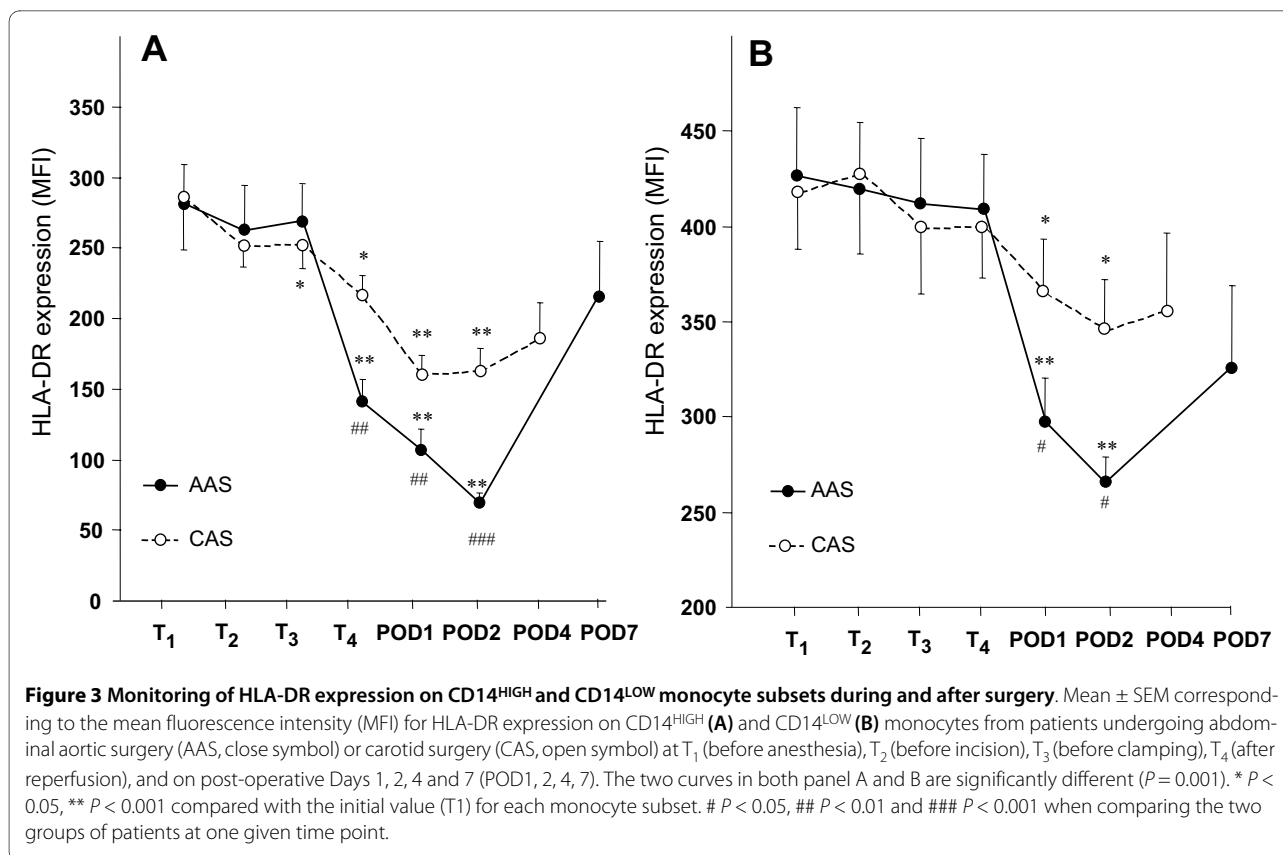 A
HLA-DR expression (MFI)
350
300
250
200
150
100
50
0
*
*
**
**
**
**
**
##
##
###
AAS
CAS
T1 T2 T3 T4 POD1 POD2 POD4 POD7
B
HLA-DR expression (MFI)
450
400
350
300
250
200
*
*
**
**
#
#
AAS
CAS
T1 T2 T3 T4 POD1 POD2 POD4 POD7
Figure 3 Monitoring of HLA-DR expression on CD14HIGH and CD14LOW monocyte subsets during and after surgery. Mean ± SEM correspond-
ing to the mean fluorescence intensity (MFI) for HLA-DR expression on CD14HIGH (A) and CD14LOW (B) monocytes from patients undergoing abdom-
inal aortic surgery (AAS, close symbol) or carotid surgery (CAS, open symbol) at T1 (before anesthesia), T2 (before incision), T3 (before clamping), T4 (after
reperfusion), and on post-operative Days 1, 2, 4 and 7 (POD1, 2, 4, 7). The two curves in both panel A and B are significantly different (P = 0.001). * P <
0.05, ** P < 0.001 compared with the initial value (T1) for each monocyte subset. # P < 0.05, ## P < 0.01 and ### P < 0.001 when comparing the two
groups of patients at one given time point.